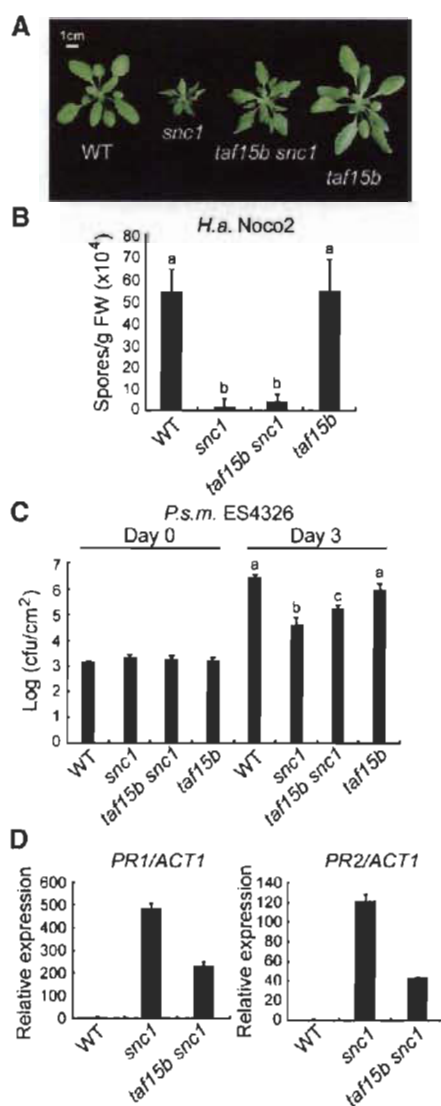 A
1cm
WT
snc1
taf15b snc1
taf15b
B
H.a. Noco2
Spores/g FW (x10⁻⁴)
80
70
60
50
40
30
20
10
0
a
b
b
a
WT
snc1
taf15b snc1
taf15b
C
P.s.m. ES4326
Day 0
Day 3
Log (cfu/cm²)
7
6
5
4
3
2
1
0
a
b
c
a
WT
snc1
taf15b snc1
taf15b
WT
snc1
taf15b snc1
taf15b
D
PR1/ACT1
Relative expression
600
500
400
300
200
100
0
WT
snc1
taf15b snc1
PR2/ACT1
Relative expression
140
120
100
80
60
40
20
0
WT
snc1
taf15b snc1